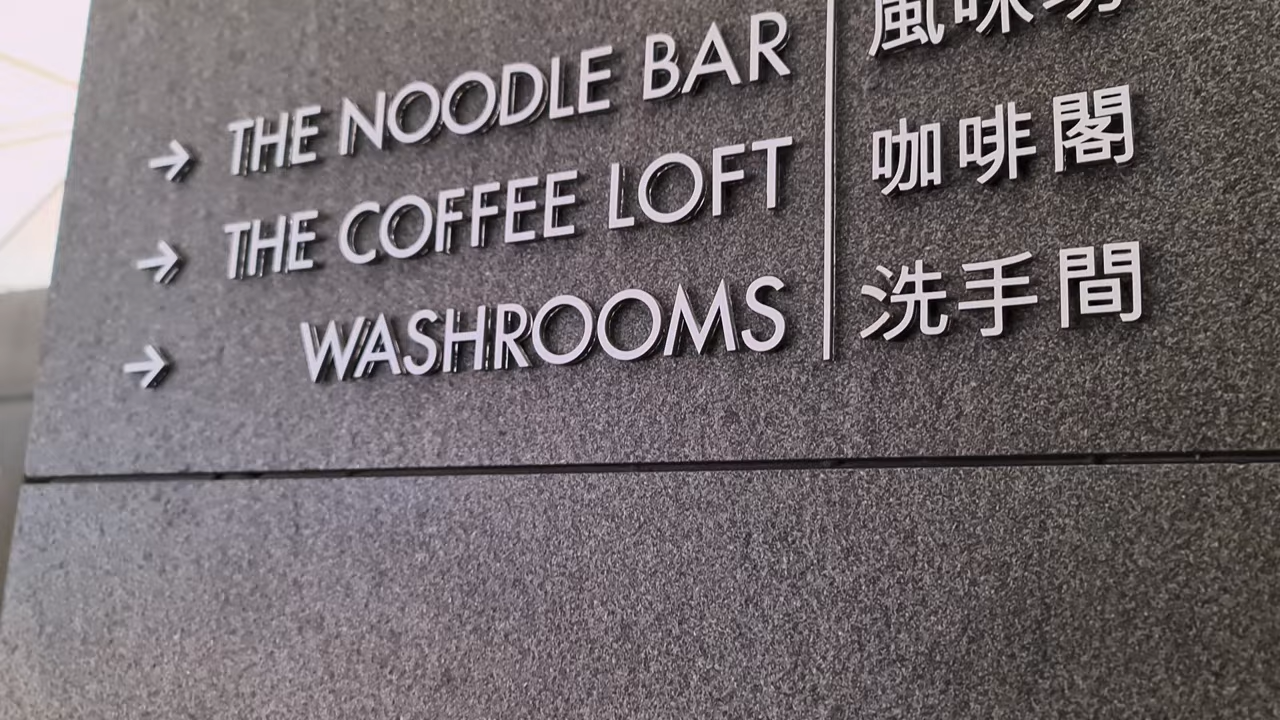 → THE NOODLE BAR 風味坊
→ THE COFFEE LOFT 咖啡閣
→ WASHROOMS 洗手間